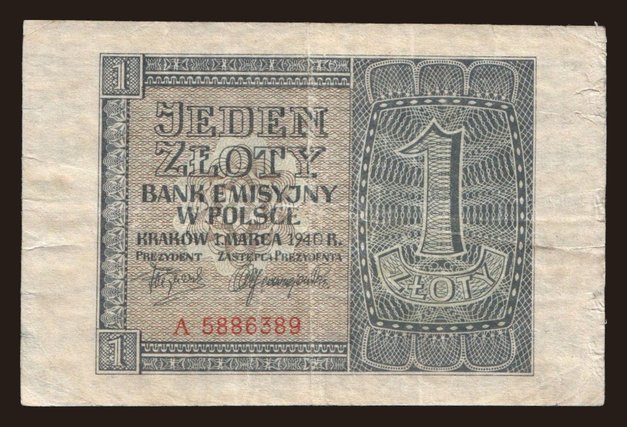 1
JEDEN
ZŁOTY
BANK EMISYJNY
W POLSCE
KRAKÓW 1. MARCA 1940 R.
PREZYDENT ZASTĘPCA PREZYDENTA
A 5886389
1
1
ZŁOTY